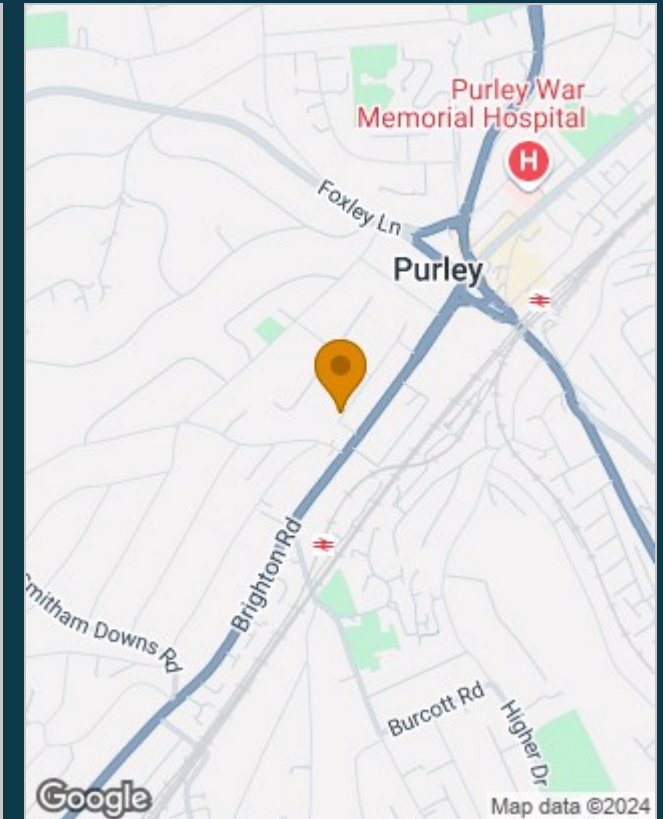 Purley War
Memorial Hospital
H
Foxley Ln
Purley
Brighton Rd
Smitham Downs Rd
Burcott Rd
Higher Dr
Google
Map data ©2024